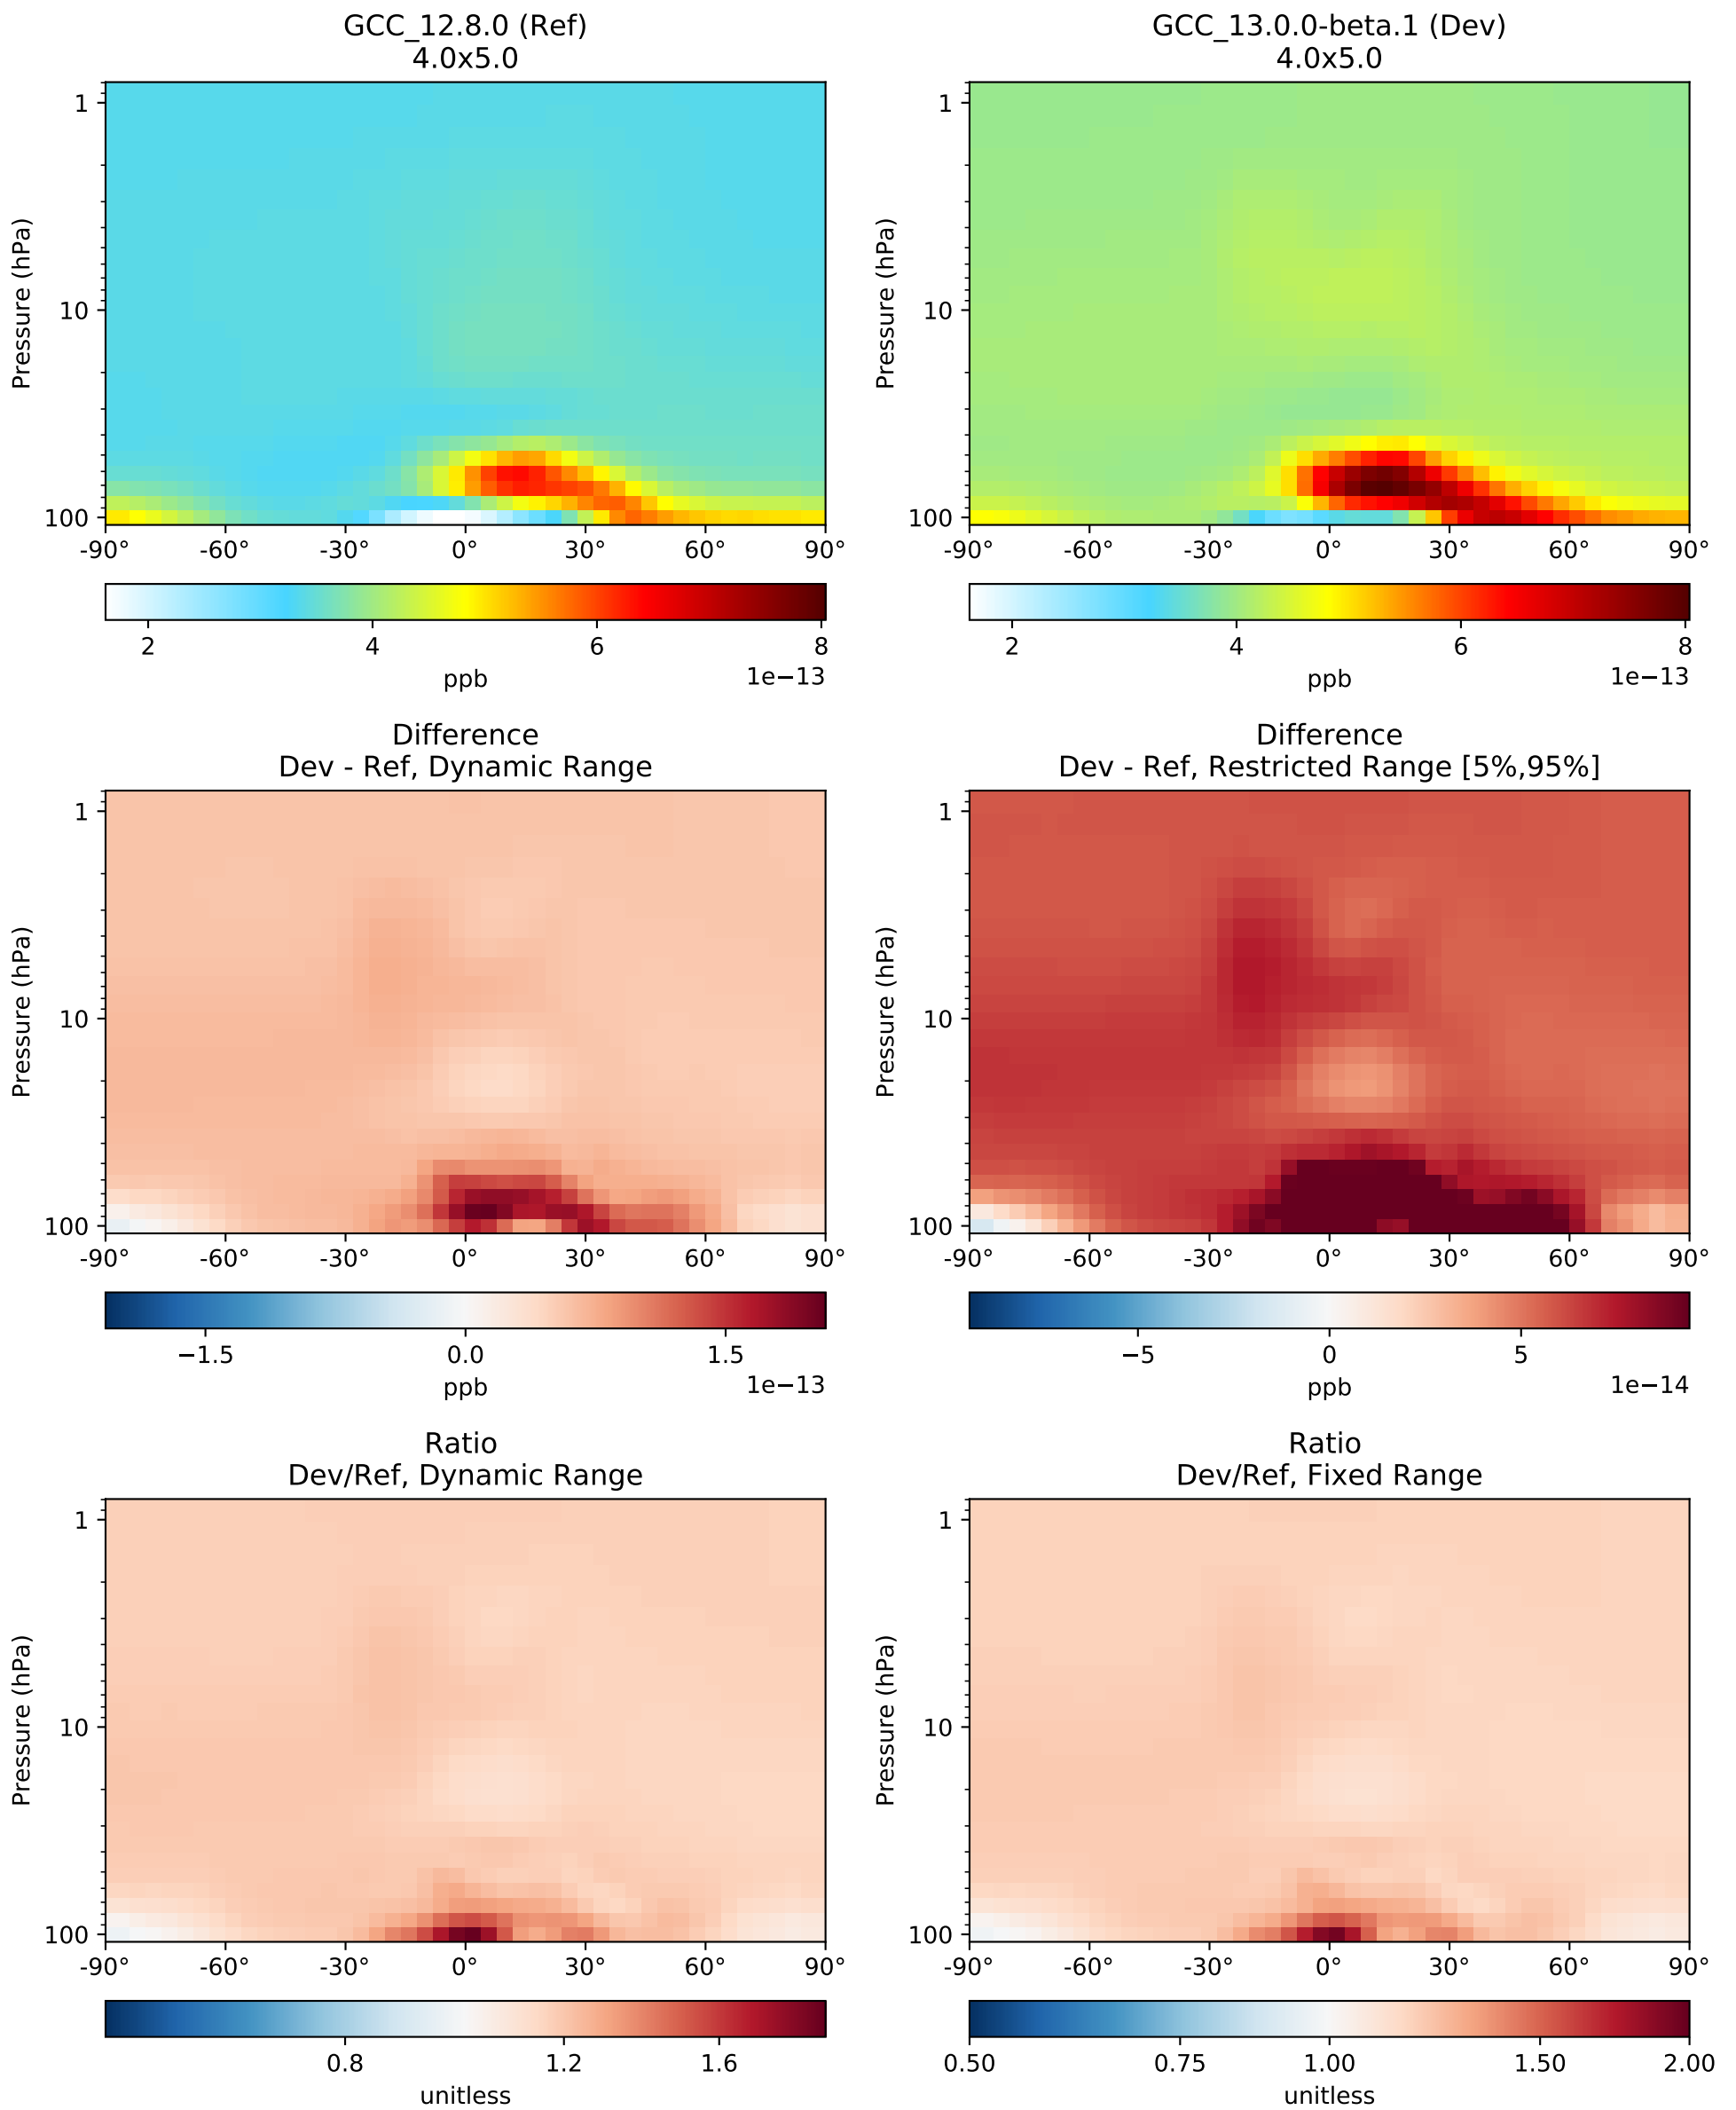 GCC_12.8.0 (Ref)
4.0x5.0
Pressure (hPa)
1
10
100
-90° -60° -30° 0° 30° 60° 90°
2 4 6 8
ppb
1e−13
GCC_13.0.0-beta.1 (Dev)
4.0x5.0
Pressure (hPa)
1
10
100
-90° -60° -30° 0° 30° 60° 90°
2 4 6 8
ppb
1e−13
Difference
Dev - Ref, Dynamic Range
Pressure (hPa)
1
10
100
-90° -60° -30° 0° 30° 60° 90°
−1.5 0.0 1.5
ppb
1e−13
Difference
Dev - Ref, Restricted Range [5%,95%]
Pressure (hPa)
1
10
100
-90° -60° -30° 0° 30° 60° 90°
−5 0 5
ppb
1e−14
Ratio
Dev/Ref, Dynamic Range
Pressure (hPa)
1
10
100
-90° -60° -30° 0° 30° 60° 90°
0.8 1.2 1.6
unitless
Ratio
Dev/Ref, Fixed Range
Pressure (hPa)
1
10
100
-90° -60° -30° 0° 30° 60° 90°
0.50 0.75 1.00 1.50 2.00
unitless